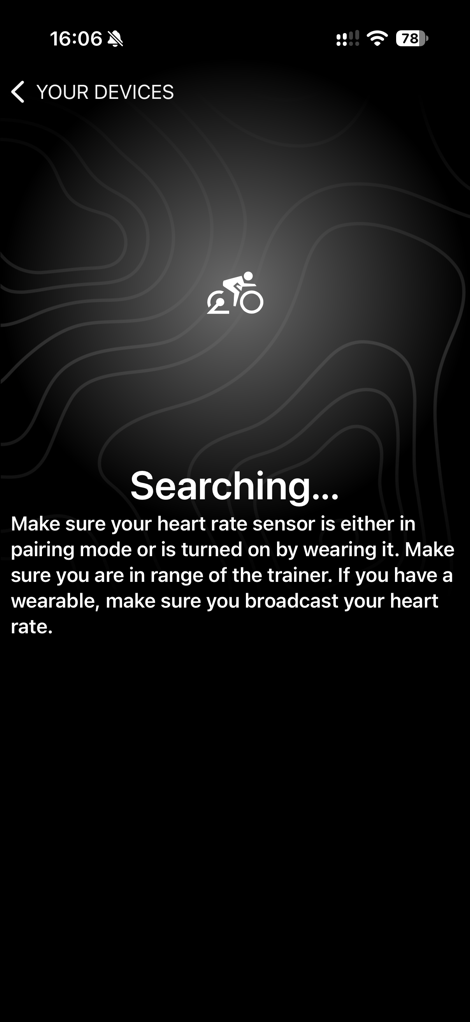 16:06
78
YOUR DEVICES
Searching...
Make sure your heart rate sensor is either in
pairing mode or is turned on by wearing it. Make
sure you are in range of the trainer. If you have a
wearable, make sure you broadcast your heart
rate.